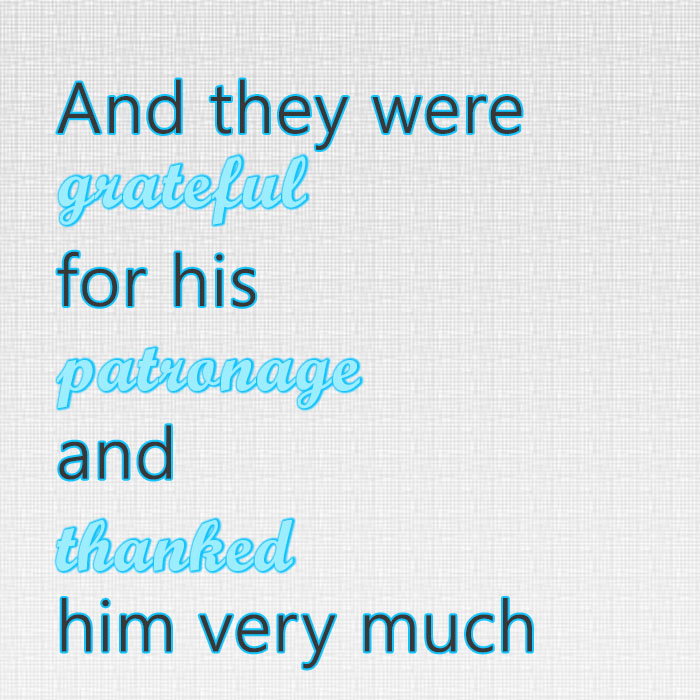 And they were
grateful
for his
patronage
and
thanked
him very much